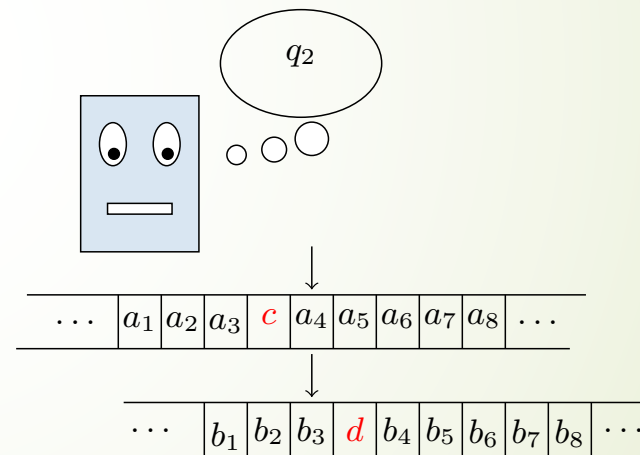 q₂
⋯ a₁ a₂ a₃ c a₄ a₅ a₆ a₇ a₈ ⋯
⋯ b₁ b₂ b₃ d b₄ b₅ b₆ b₇ b₈ ⋯